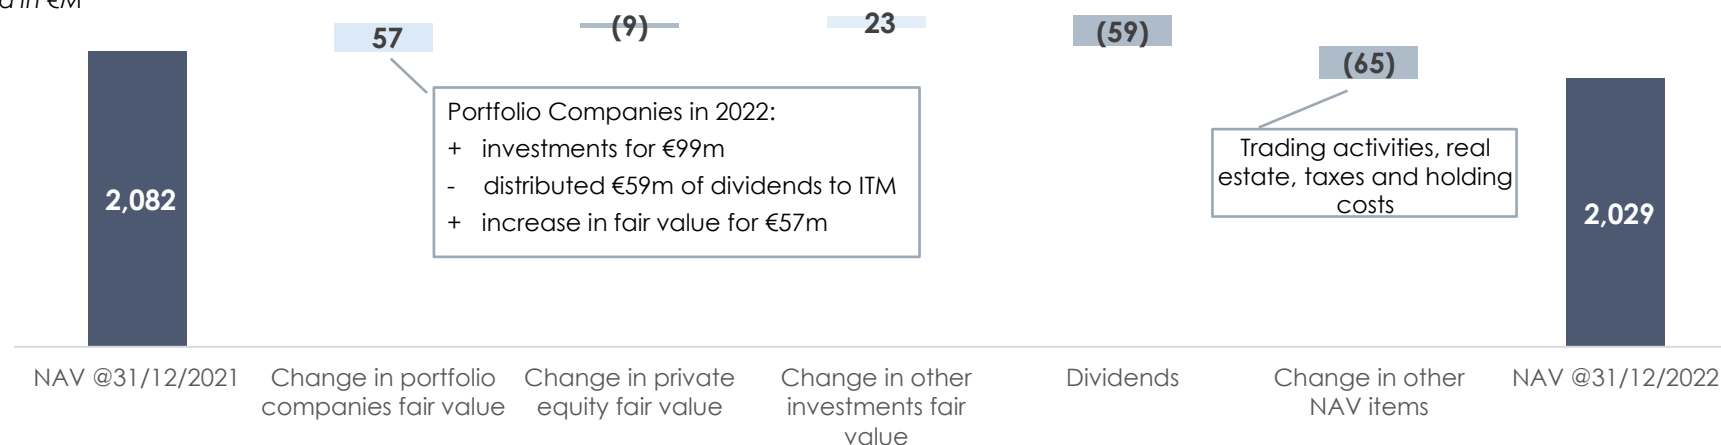 in €M
57
(9)
23
(59)
(65)
Portfolio Companies in 2022:
+ investments for €99m
- distributed €59m of dividends to ITM
+ increase in fair value for €57m
Trading activities, real
estate, taxes and holding
costs
2,082
2,029
NAV @31/12/2021
Change in portfolio
companies fair value
Change in private
equity fair value
Change in other
investments fair
value
Dividends
Change in other
NAV items
NAV @31/12/2022